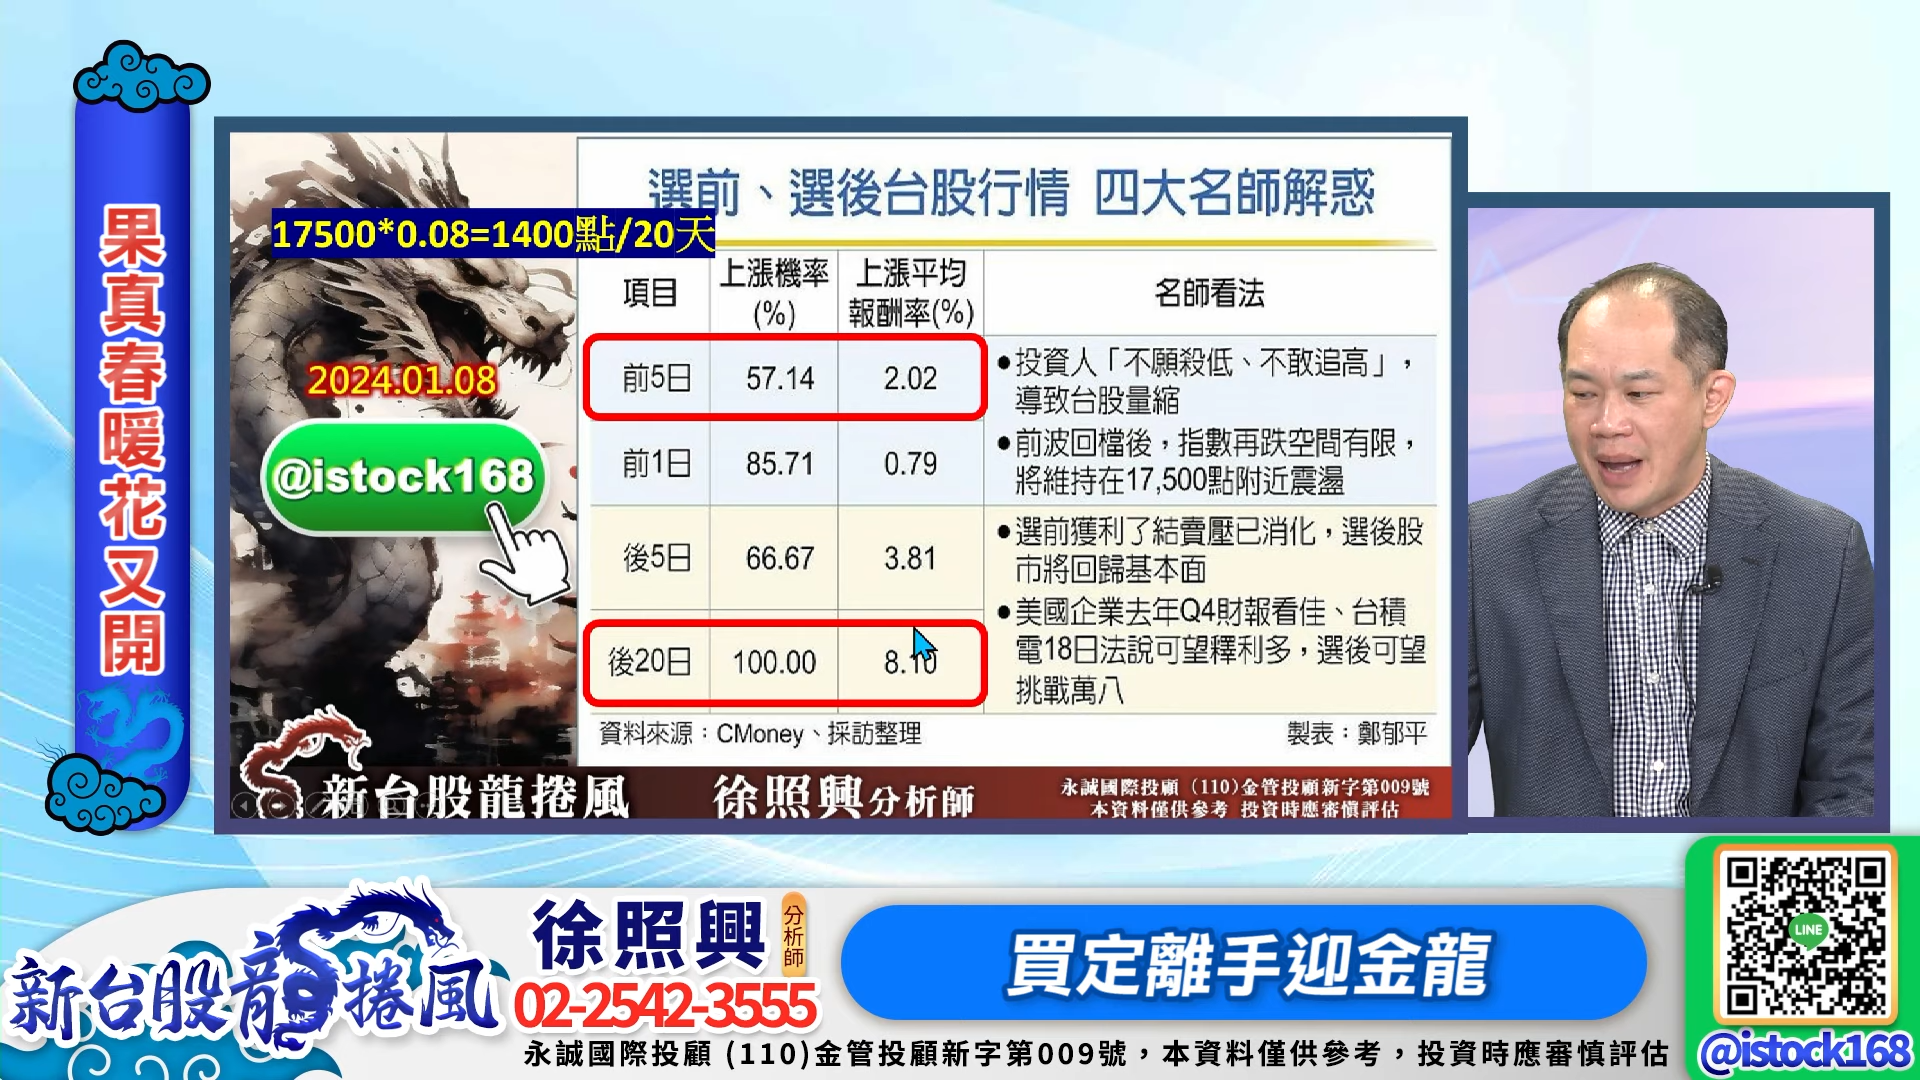 果真春暖花又開
選前、選後台股行情 四大名師解惑
17500*0.08=1400點/20天
2024.01.08
@istock168
項目
上漲機率
(%)
上漲平均
報酬率(%)
名師看法
前5日 57.14 2.02
前1日 85.71 0.79
後5日 66.67 3.81
後20日 100.00 8.10
●投資人「不願殺低、不敢追高」，
導致台股量縮
●前波回檔後，指數再跌空間有限，
將維持在17,500點附近震盪
●選前獲利了結賣壓已消化，選後股
市將回歸基本面
●美國企業去年Q4財報看佳、台積
電18日法說可望釋利多，選後可望
挑戰萬八
資料來源：CMoney、採訪整理
製表：鄭郁平
新台股龍捲風
徐照興分析師
永誠國際投顧 (110)金管投顧新字第009號
本資料僅供參考 投資時應審慎評估
新台股龍捲風
徐照興
分析師
02-2542-3555
買定離手迎金龍
LINE
@istock168
永誠國際投顧 (110)金管投顧新字第009號，本資料僅供參考，投資時應審慎評估